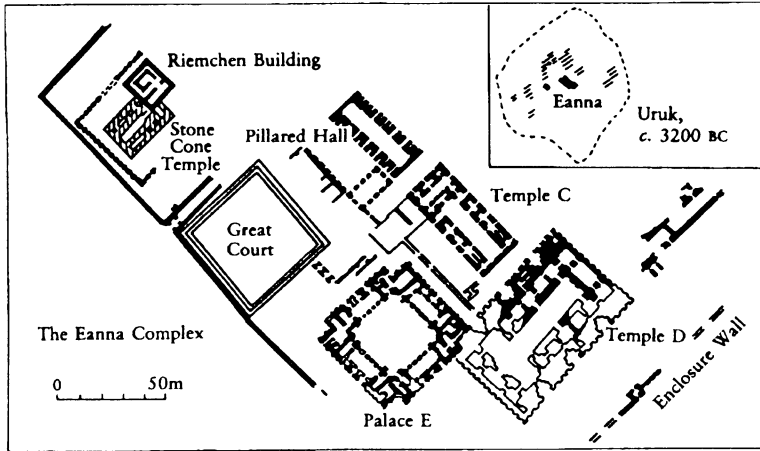 Riemchen Building
Stone
Cone
Temple
Pillared Hall
Eanna
Uruk,
c. 3200 BC
Temple C
Great
Court
The Eanna Complex
Temple D
Enclosure Wall
0 50m
Palace E